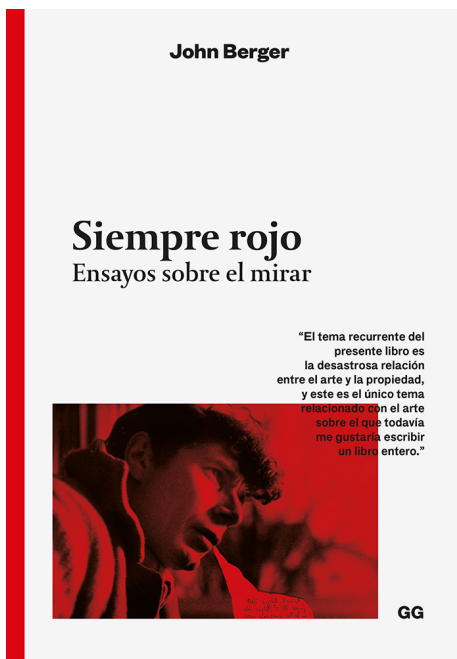 John Berger
Siempre rojo
Ensayos sobre el mirar
“El tema recurrente del
presente libro es
la desastrosa relación
entre el arte y la propiedad,
y este es el único tema
relacionado con el arte
sobre el que todavía
me gustaría escribir
un libro entero.”
GG